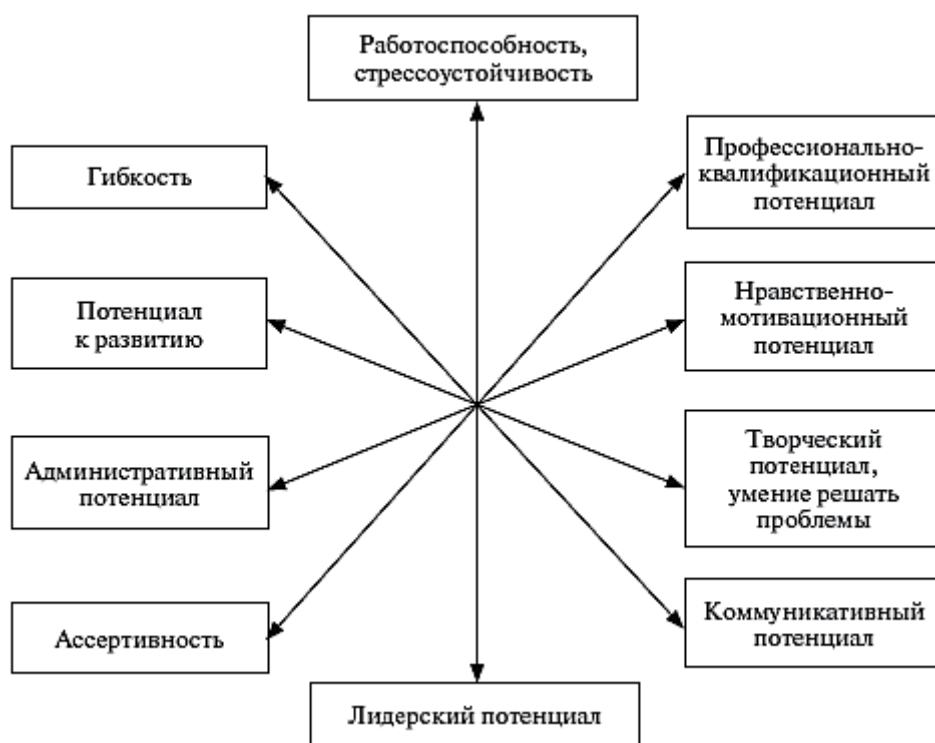 Работоспособность,
стрессоустойчивость
Гибкость
Профессионально-
квалификационный
потенциал
Потенциал
к развитию
Нравственно-
мотивационный
потенциал
Административный
потенциал
Творческий
потенциал,
умение решать
проблемы
Ассертивность
Коммуникативный
потенциал
Лидерский потенциал